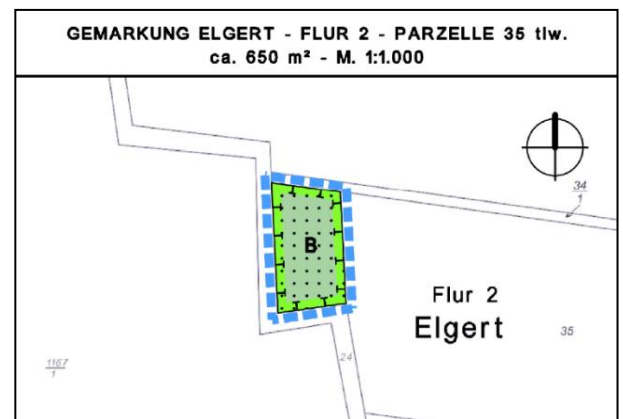 GEMARKUNG ELGERT - FLUR 2 - PARZELLE 35 tlw.
ca. 650 m² - M. 1:1.000
34
1
B
Flur 2
Elgert
35
24
1167
1